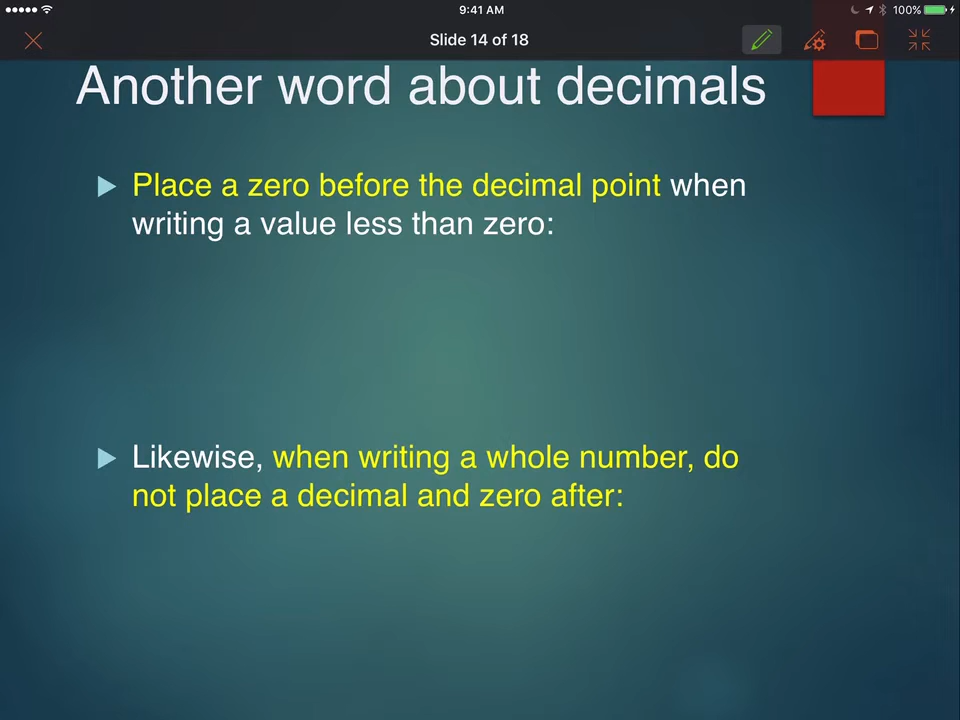 9:41 AM
100%
Slide 14 of 18
Another word about decimals
Place a zero before the decimal point when
writing a value less than zero:
Likewise, when writing a whole number, do
not place a decimal and zero after: